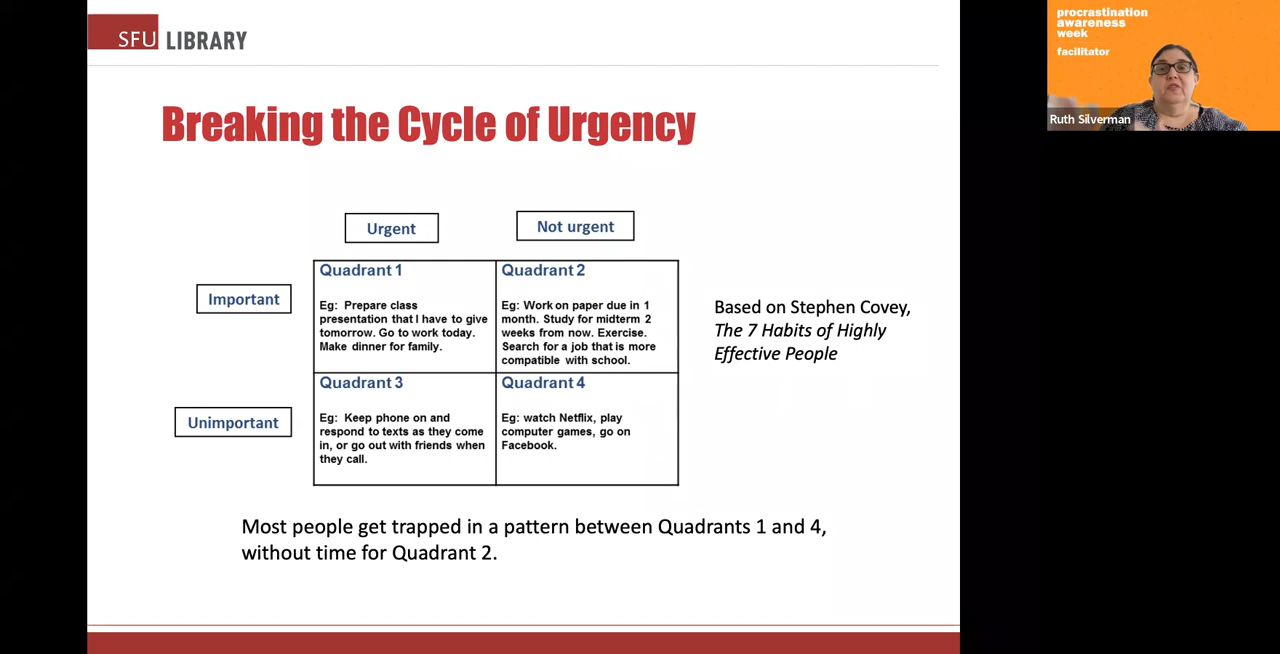 SFU LIBRARY
Breaking the Cycle of Urgency
Urgent
Not urgent
Important
Quadrant 1
Eg: Prepare class
presentation that I have to give
tomorrow. Go to work today.
Make dinner for family.
Quadrant 2
Eg: Work on paper due in 1
month. Study for midterm 2
weeks from now. Exercise.
Search for a job that is more
compatible with school.
Unimportant
Quadrant 3
Eg: Keep phone on and
respond to texts as they come
in, or go out with friends when
they call.
Quadrant 4
Eg: watch Netflix, play
computer games, go on
Facebook.
Based on Stephen Covey,
The 7 Habits of Highly
Effective People
Most people get trapped in a pattern between Quadrants 1 and 4,
without time for Quadrant 2.
procrastination
awareness
week
facilitator
Ruth Silverman